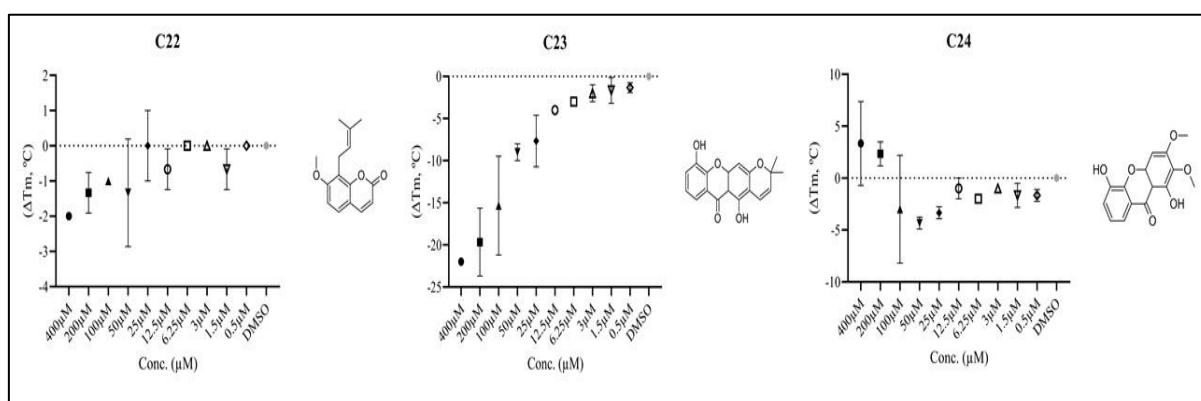 C22
C23
C24
(ΔTm, ºC)
2
1
0
-1
-2
-3
-4
400µM
200µM
100µM
50µM
25µM
12.5µM
6.25µM
3µM
1.5µM
0.5µM
DMSO
Conc. (µM)
O
O
O
(ΔTm, ºC)
0
-5
-10
-15
-20
-25
400µM
200µM
100µM
50µM
25µM
12.5µM
6.25µM
3µM
1.5µM
0.5µM
DMSO
Conc. (µM)
OH
O
O
O
OH
(ΔTm, ºC)
10
5
0
-5
-10
400µM
200µM
100µM
50µM
25µM
12.5µM
6.25µM
3µM
1.5µM
0.5µM
DMSO
Conc. (µM)
O
OH
O
O
OH
O